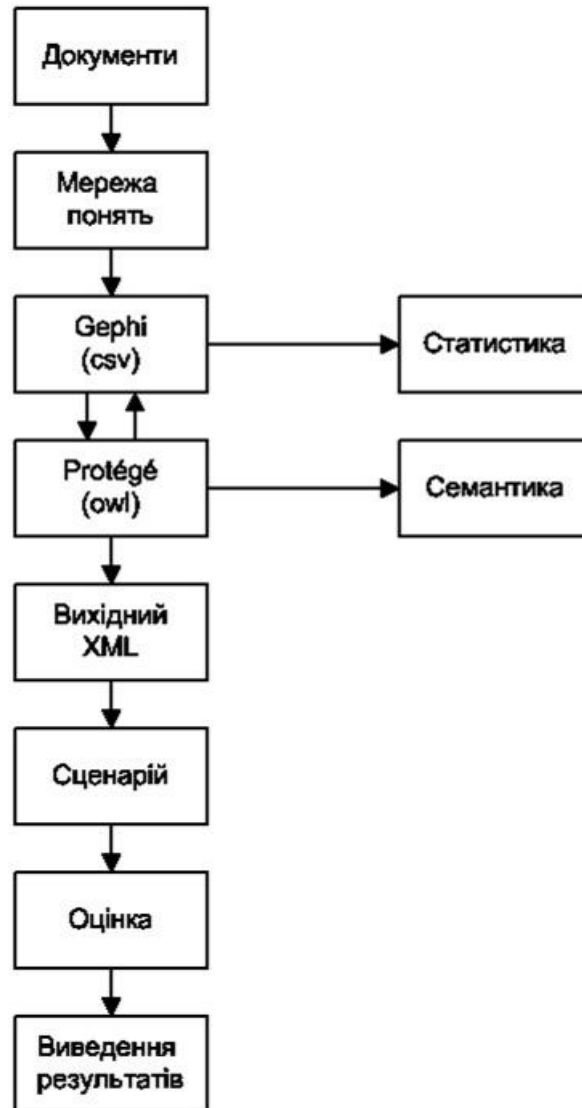 Документи
Мережа
понять
Gephi
(csv)
Статистика
Protégé
(owl)
Семантика
Вихідний
XML
Сценарій
Оцінка
Виведення
результатів